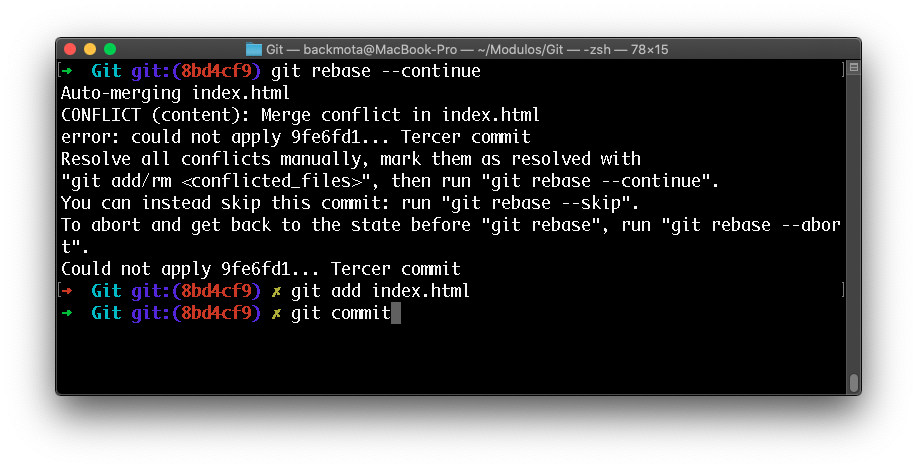 Git — backmota@MacBook-Pro — ~/Modulos/Git — -zsh — 78×15
[➜  Git git:(8bd4cf9) git rebase --continue ]
Auto-merging index.html
CONFLICT (content): Merge conflict in index.html
error: could not apply 9fe6fd1... Tercer commit
Resolve all conflicts manually, mark them as resolved with
"git add/rm <conflicted_files>", then run "git rebase --continue".
You can instead skip this commit: run "git rebase --skip".
To abort and get back to the state before "git rebase", run "git rebase --abor
t".
Could not apply 9fe6fd1... Tercer commit
[➜  Git git:(8bd4cf9) ✗ git add index.html ]
➜  Git git:(8bd4cf9) ✗ git commit